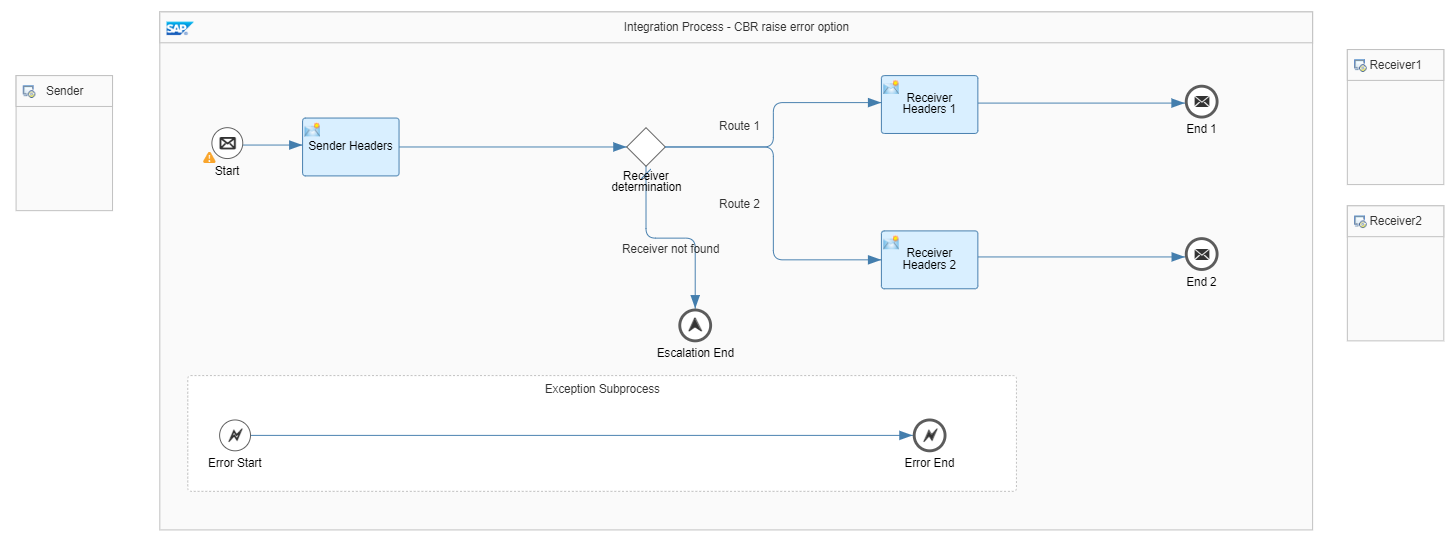 SAP
Integration Process - CBR raise error option
Sender
Receiver1
Receiver
Headers 1
End 1
Route 1
Start
Sender Headers
Receiver
determination
Route 2
Receiver2
Receiver not found
Receiver
Headers 2
End 2
Escalation End
Exception Subprocess
Error Start
Error End